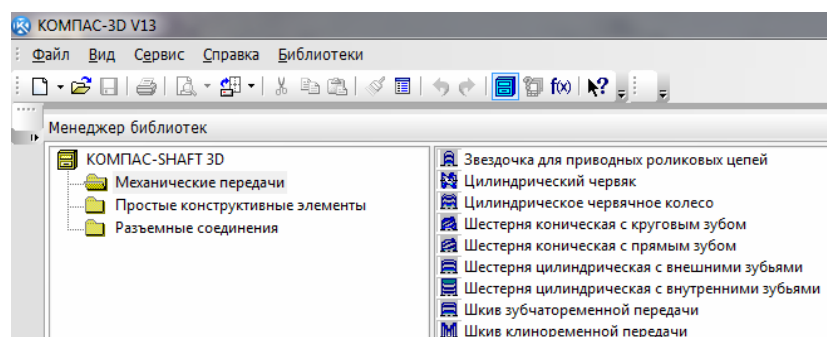 КОМПАС-3D V13
Файл Вид Сервис Справка Библиотеки
f(x)
Менеджер библиотек
КОМПАС-SHAFT 3D
Механические передачи
Простые конструктивные элементы
Разъемные соединения
Звездочка для приводных роликовых цепей
Цилиндрический червяк
Цилиндрическое червячное колесо
Шестерня коническая с круговым зубом
Шестерня коническая с прямым зубом
Шестерня цилиндрическая с внешними зубьями
Шестерня цилиндрическая с внутренними зубьями
Шкив зубчатоременной передачи
Шкив клиноременной передачи